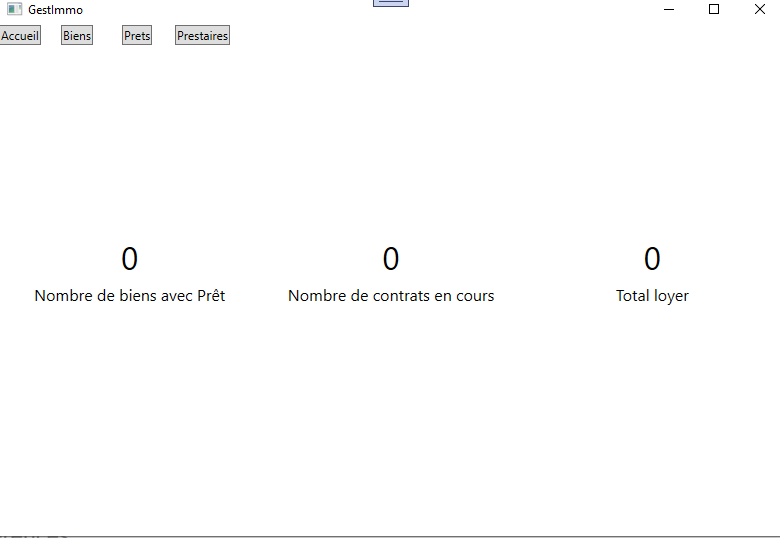 GestImmo
Accueil Biens Prets Prestaires
0 0 0
Nombre de biens avec Prêt Nombre de contrats en cours Total loyer